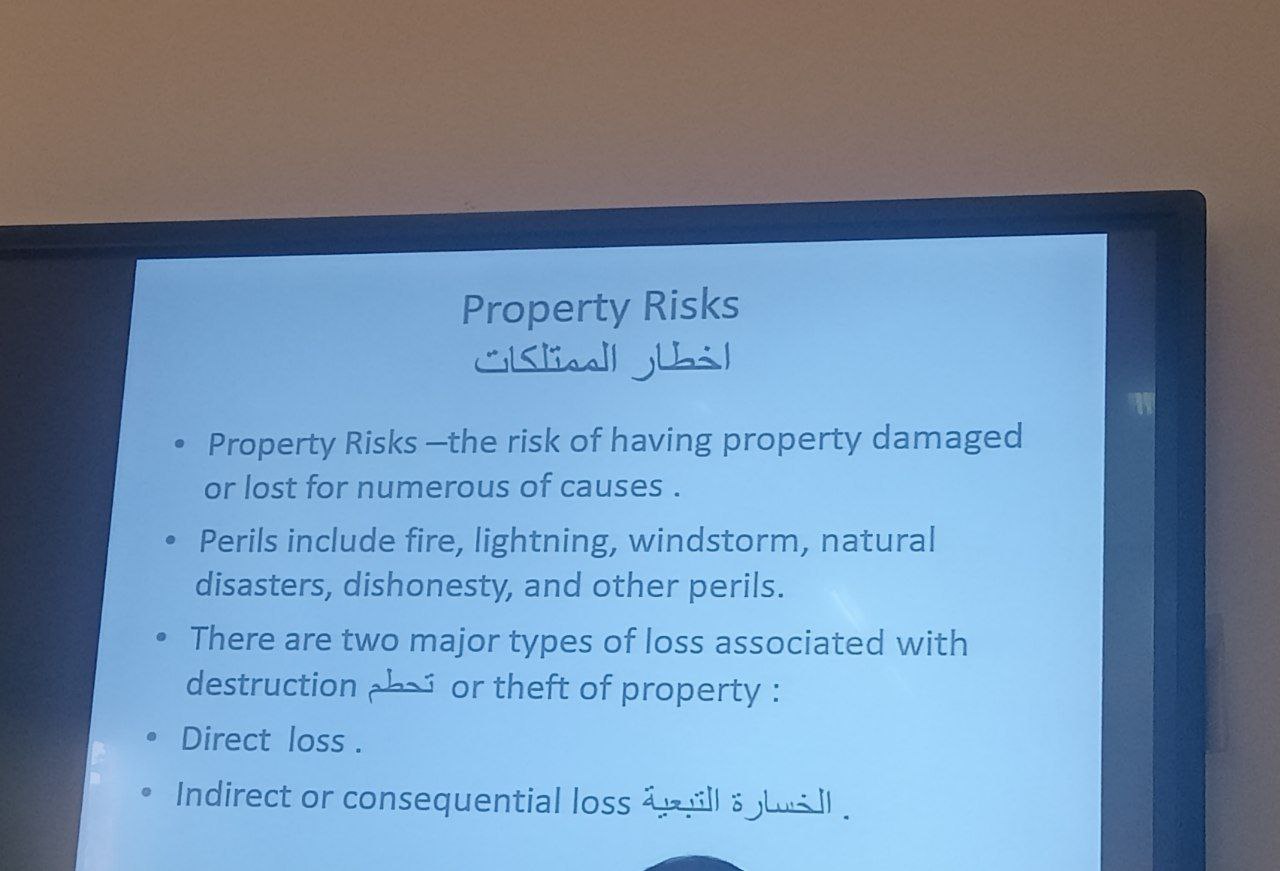 Property Risks
اخطار الممتلكات
• Property Risks –the risk of having property damaged
or lost for numerous of causes .
• Perils include fire, lightning, windstorm, natural
disasters, dishonesty, and other perils.
• There are two major types of loss associated with
destruction تحطم or theft of property :
• Direct loss .
• Indirect or consequential loss الخسارة التبعية .